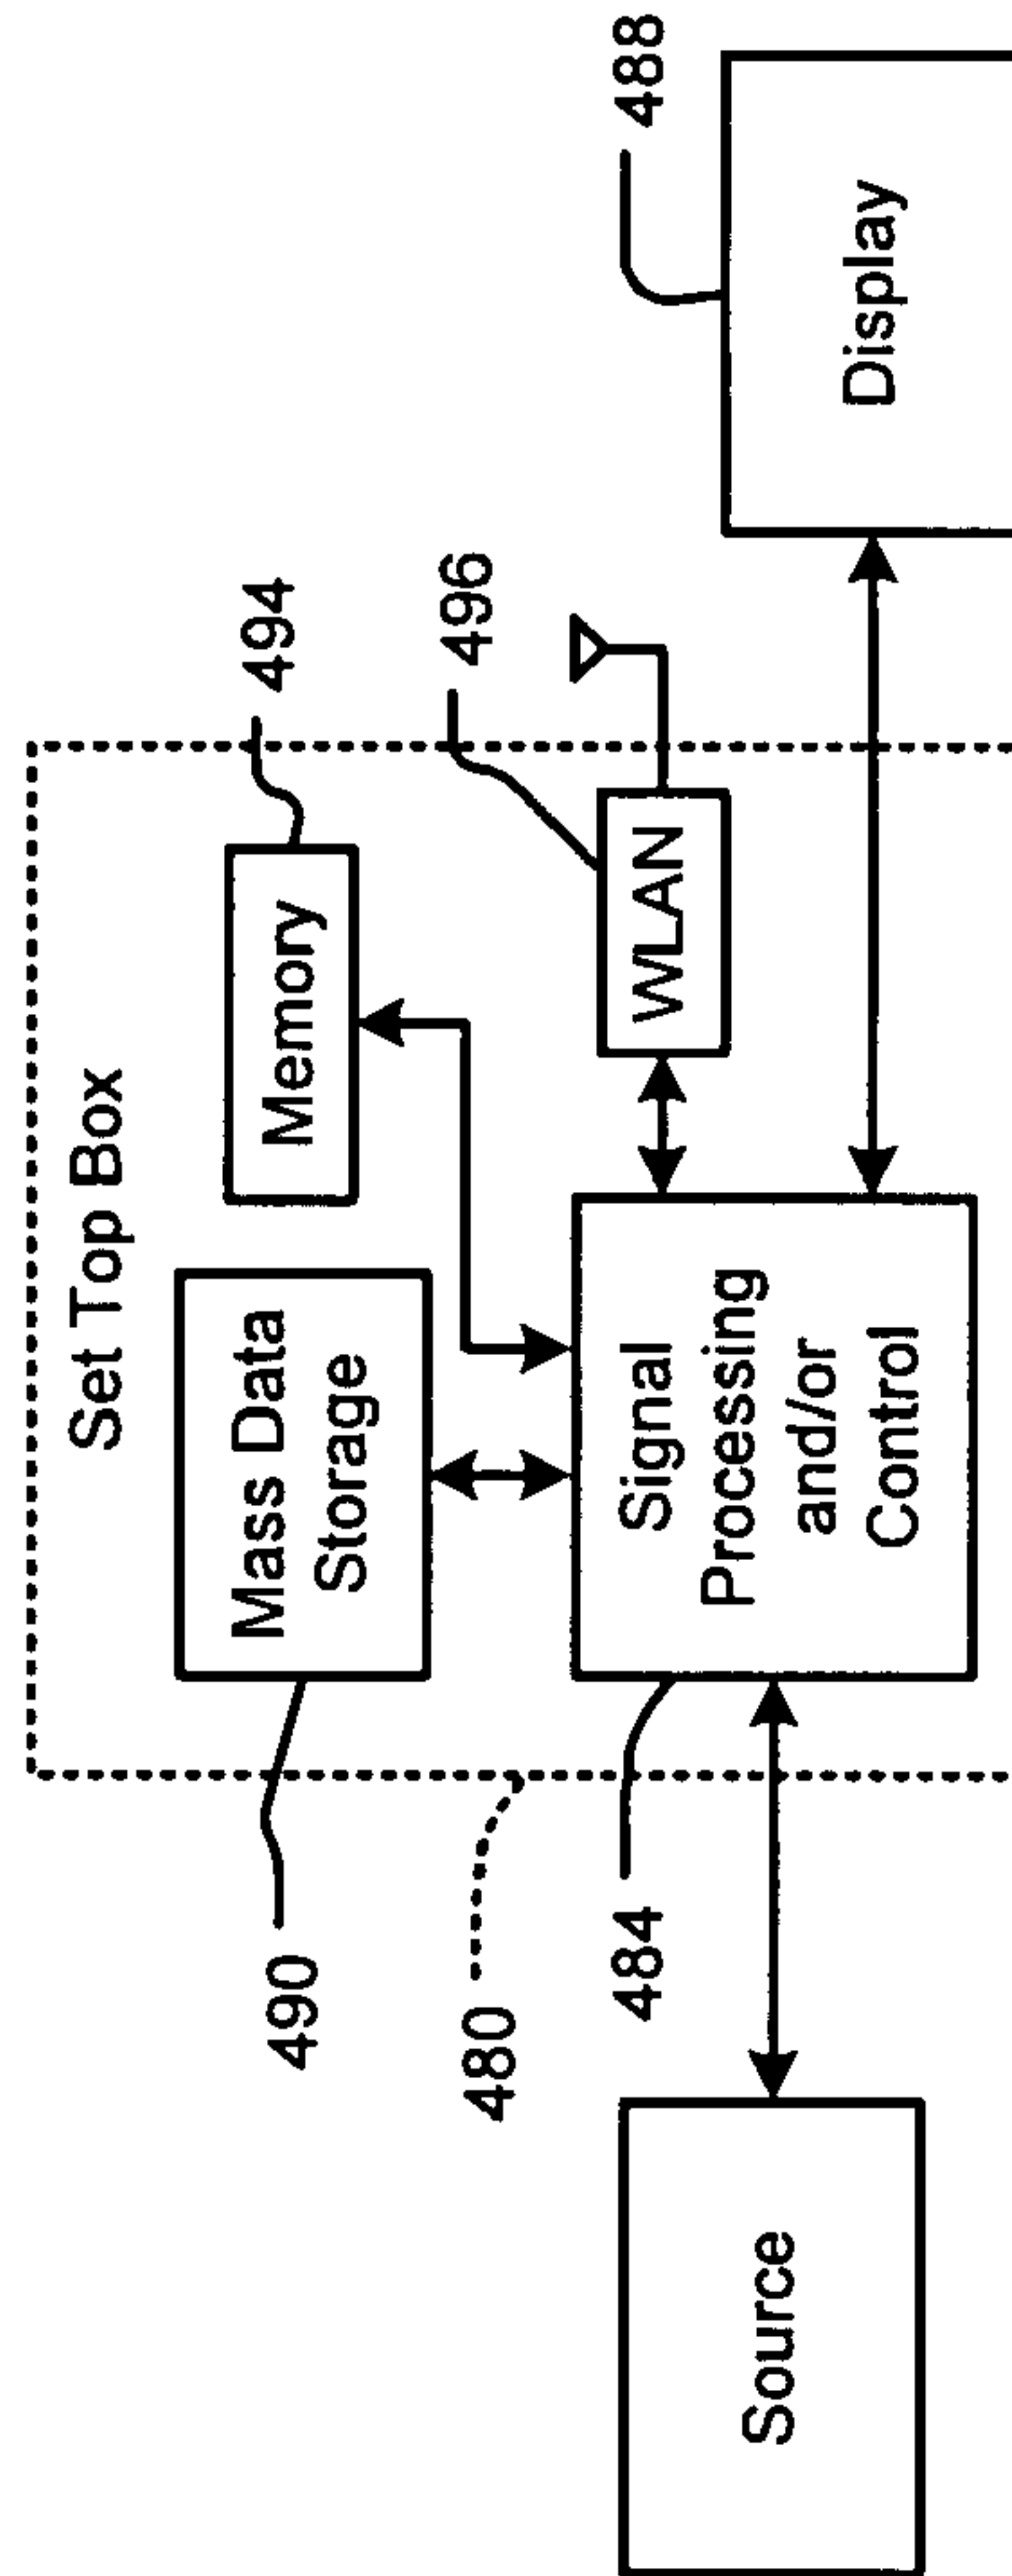 Set Top Box
490
Mass Data
Storage
Memory
494
480
496
484
Signal
Processing
and/or
Control
WLAN
488
Source
Display